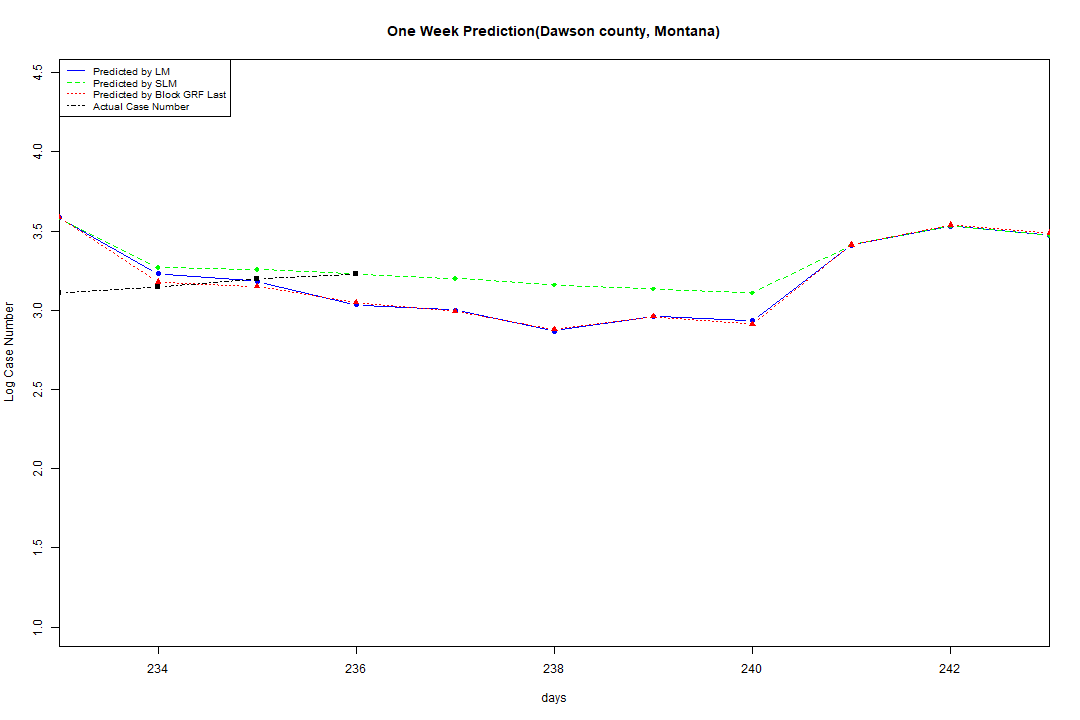 One Week Prediction(Dawson county, Montana)
Predicted by LM
Predicted by SLM
Predicted by Block GRF Last
Actual Case Number
4.5
4.0
3.5
3.0
2.5
2.0
1.5
1.0
Log Case Number
234 236 238 240 242
days